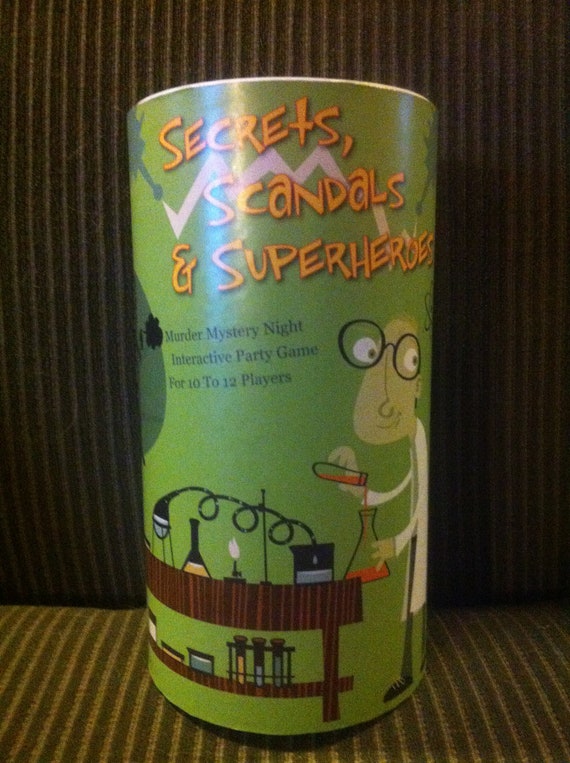 Secrets,
Scandals
& Superheroes
Murder Mystery Night
Interactive Party Game
For 10 To 12 Players